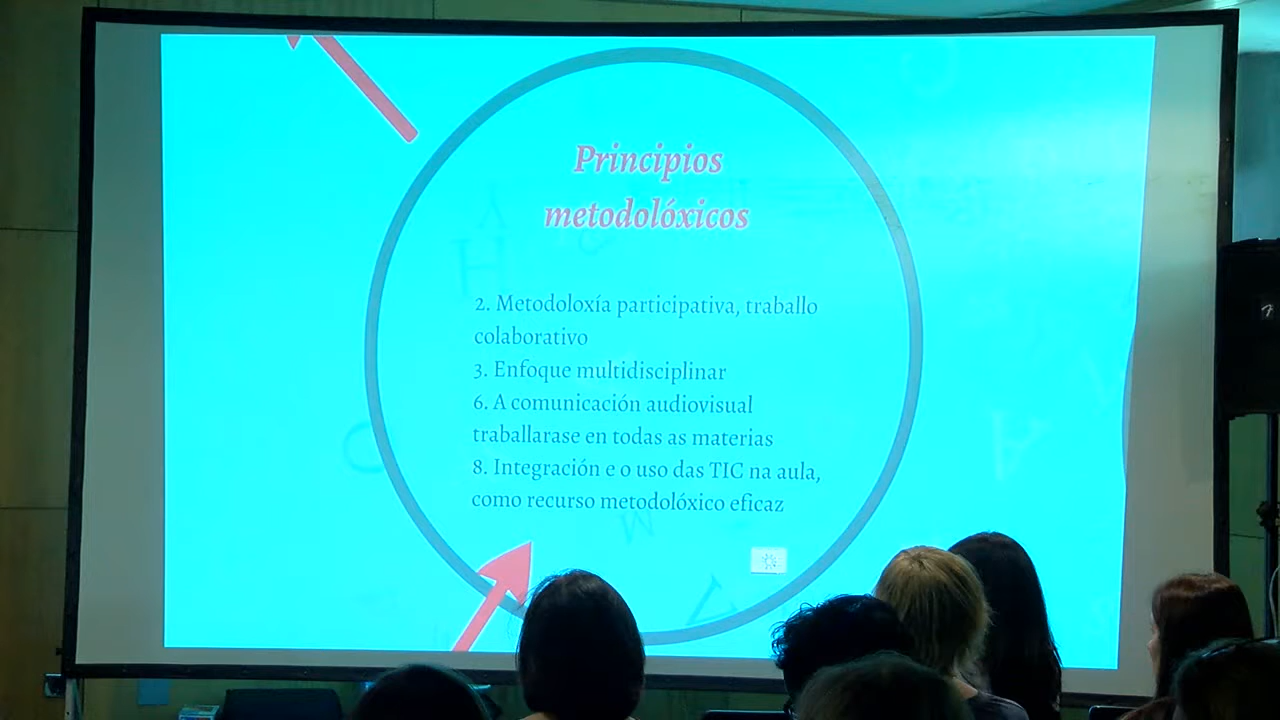 Principios
metodolóxicos
2. Metodoloxía participativa, traballo
colaborativo
3. Enfoque multidisciplinar
6. A comunicación audiovisual
traballarase en todas as materias
8. Integración e o uso das TIC na aula,
como recurso metodolóxico eficaz